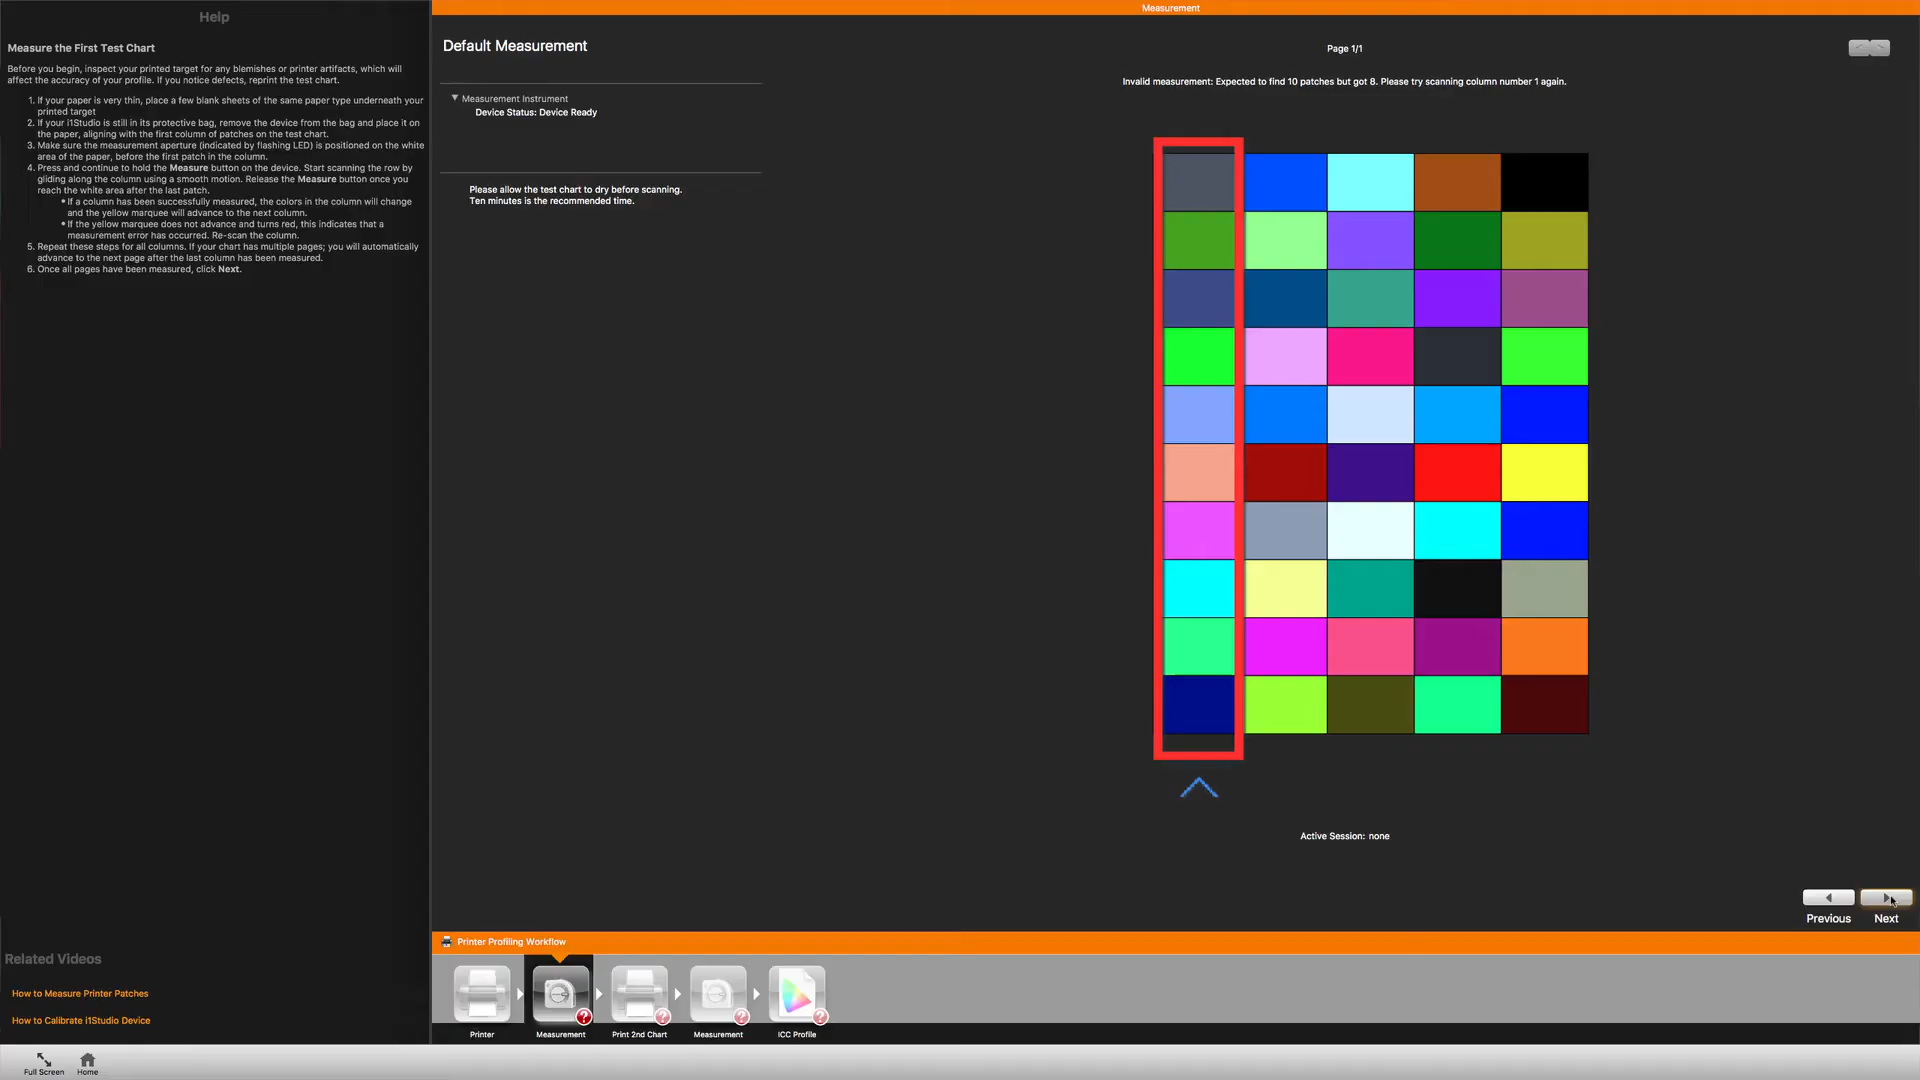 Help
Measure the First Test Chart
Before you begin, inspect your printed target for any blemishes or printer artifacts, which will
affect the accuracy of your profile. If you notice defects, reprint the test chart.
1. If your paper is very thin, place a few blank sheets of the same paper type underneath your
printed target
2. If your i1Studio is still in its protective bag, remove the device from the bag and place it on
the paper, aligning with the first column of patches on the test chart.
3. Make sure the measurement aperture (indicated by flashing LED) is positioned on the white
area of the paper, before the first patch in the column.
4. Press and continue to hold the Measure button on the device. Start scanning the row by
gliding along the column using a smooth motion. Release the Measure button once you
reach the white area after the last patch.
• If a column has been successfully measured, the colors in the column will change
and the yellow marquee will advance to the next column.
• If the yellow marquee does not advance and turns red, this indicates that a
measurement error has occurred. Re-scan the column.
5. Repeat these steps for all columns. If your chart has multiple pages; you will automatically
advance to the next page after the last column has been measured.
6. Once all pages have been measured, click Next.
Related Videos
How to Measure Printer Patches
How to Calibrate i1Studio Device
Measurement
Default Measurement
Measurement Instrument
Device Status: Device Ready
Please allow the test chart to dry before scanning.
Ten minutes is the recommended time.
Page 1/1
Invalid measurement: Expected to find 10 patches but got 8. Please try scanning column number 1 again.
Active Session: none
Previous
Next
Printer Profiling Workflow
Printer
Measurement
Print 2nd Chart
Measurement
ICC Profile
Full Screen
Home